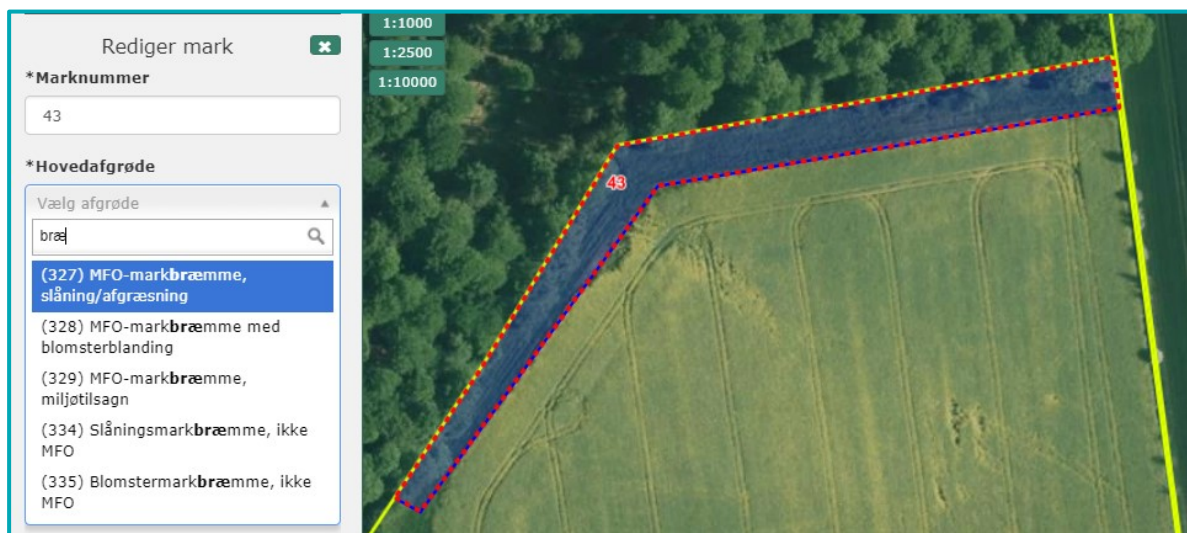 Rediger mark
*Marknummer
43
*Hovedafgrøde
Vælg afgrøde
bræ
(327) MFO-markbræmme,
slåning/afgræsning
(328) MFO-markbræmme med
blomsterblanding
(329) MFO-markbræmme,
miljøtilsagn
(334) Slåningsmarkbræmme, ikke
MFO
(335) Blomstermarkbræmme, ikke
MFO
1:1000
1:2500
1:10000
43